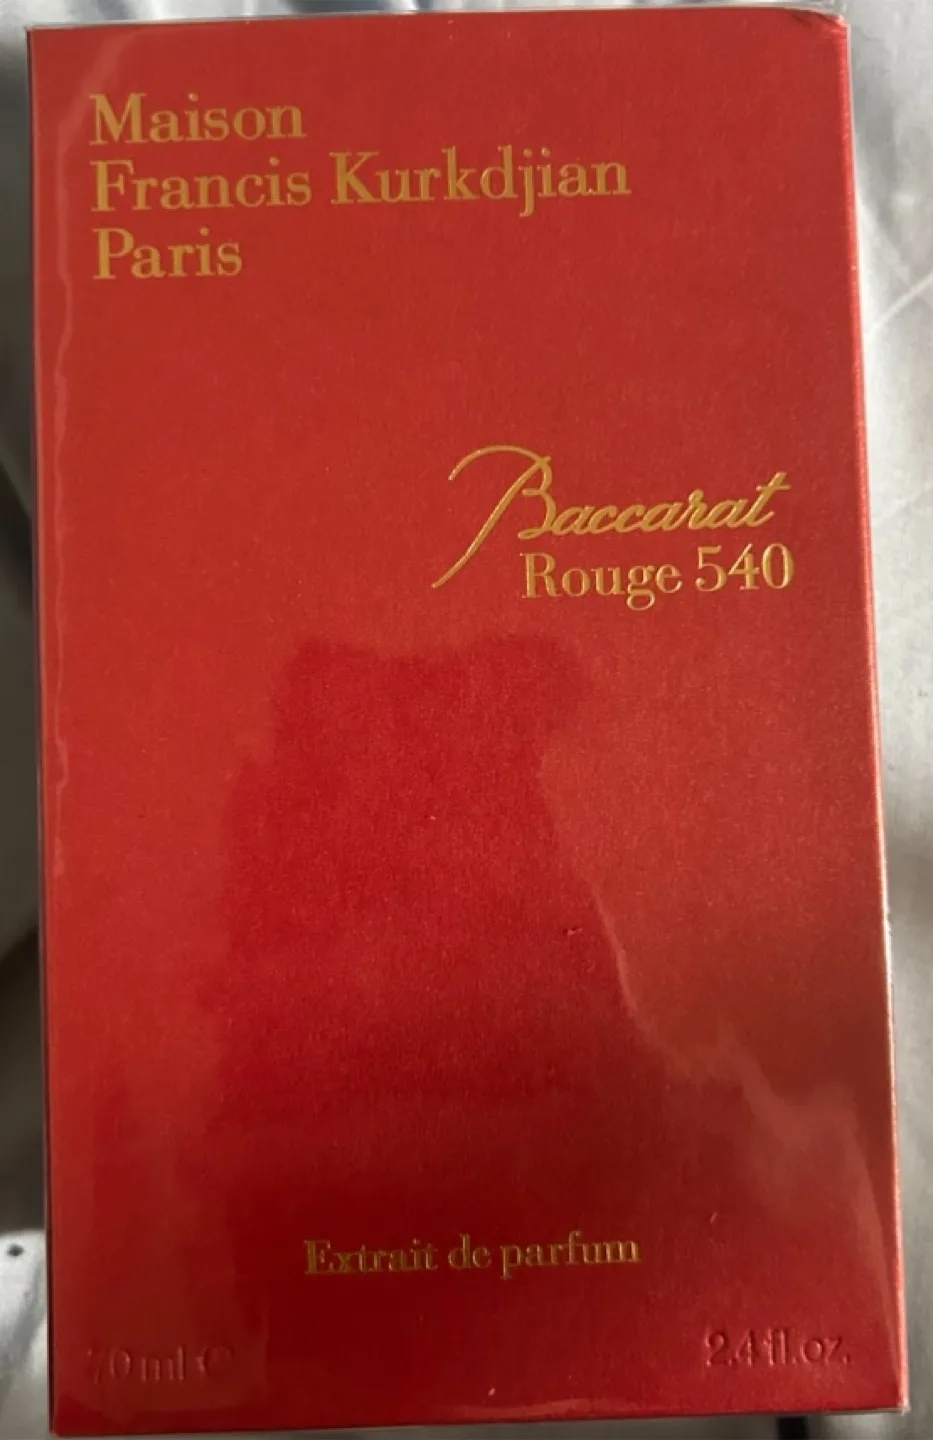 Maison
Francis Kurkdjian
Paris
Baccarat
Rouge 540
Extrait de parfum
70 ml ℮ 2.4 fl.oz.